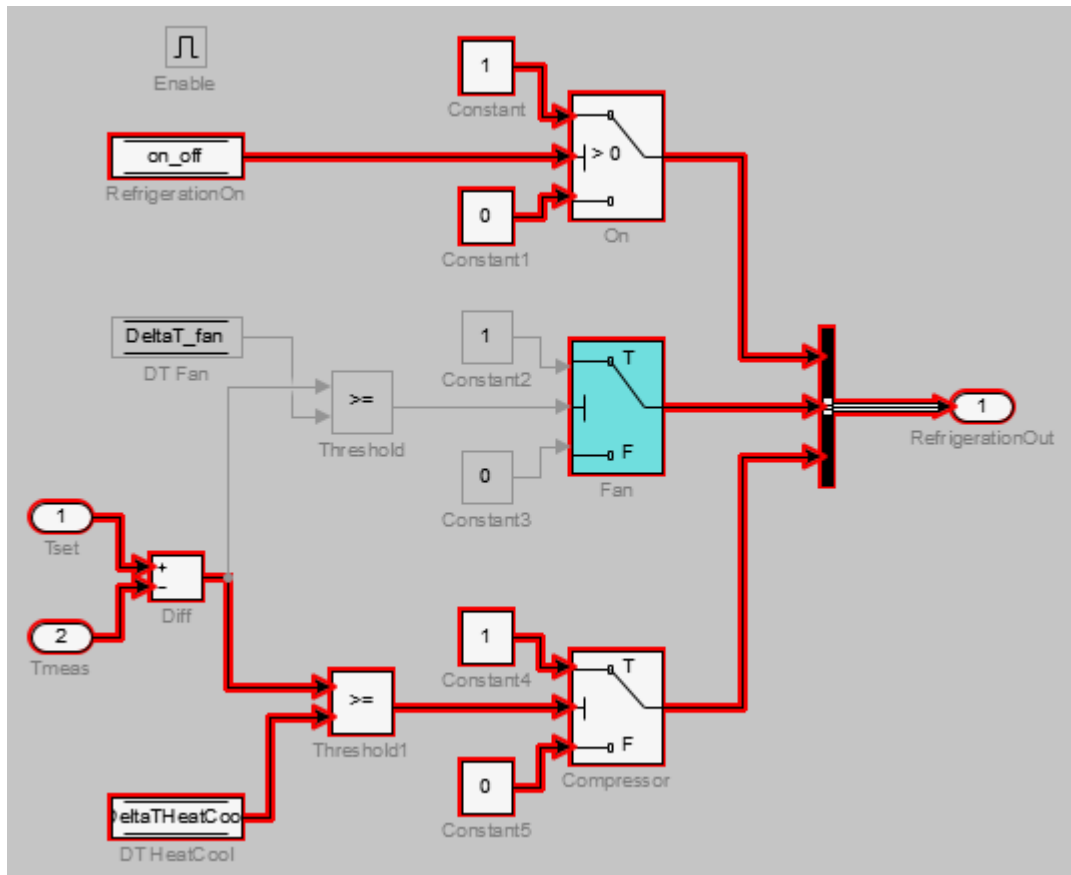 Enable
1
Constant
on_off
RefrigerationOn
> 0
0
Constant1
On
DeltaT_fan
DT Fan
1
Constant2
T
>=
Threshold
F
0
Constant3
Fan
1
RefrigerationOut
1
Tset
+
-
Diff
2
Tmeas
1
Constant4
T
>=
Threshold1
F
0
Constant5
Compressor
DeltaTHeatCoo
DT HeatCool